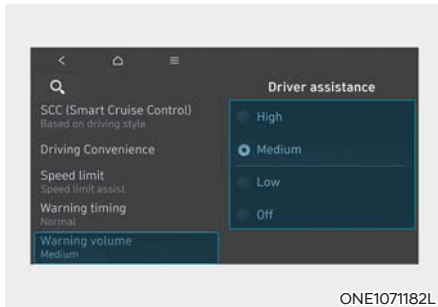 Driver assistance
SCC (Smart Cruise Control)
Based on driving style
Driving Convenience
Speed limit
Speed limit assist
Warning timing
Normal
Warning volume
Medium
High
Medium
Low
Off
ONE1071182L